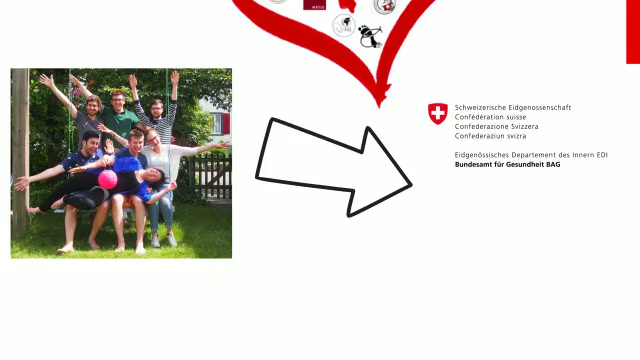 Schweizerische Eidgenossenschaft
Confédération suisse
Confederazione Svizzera
Confederaziun svizra
Eidgenössisches Departement des Innern EDI
Bundesamt für Gesundheit BAG